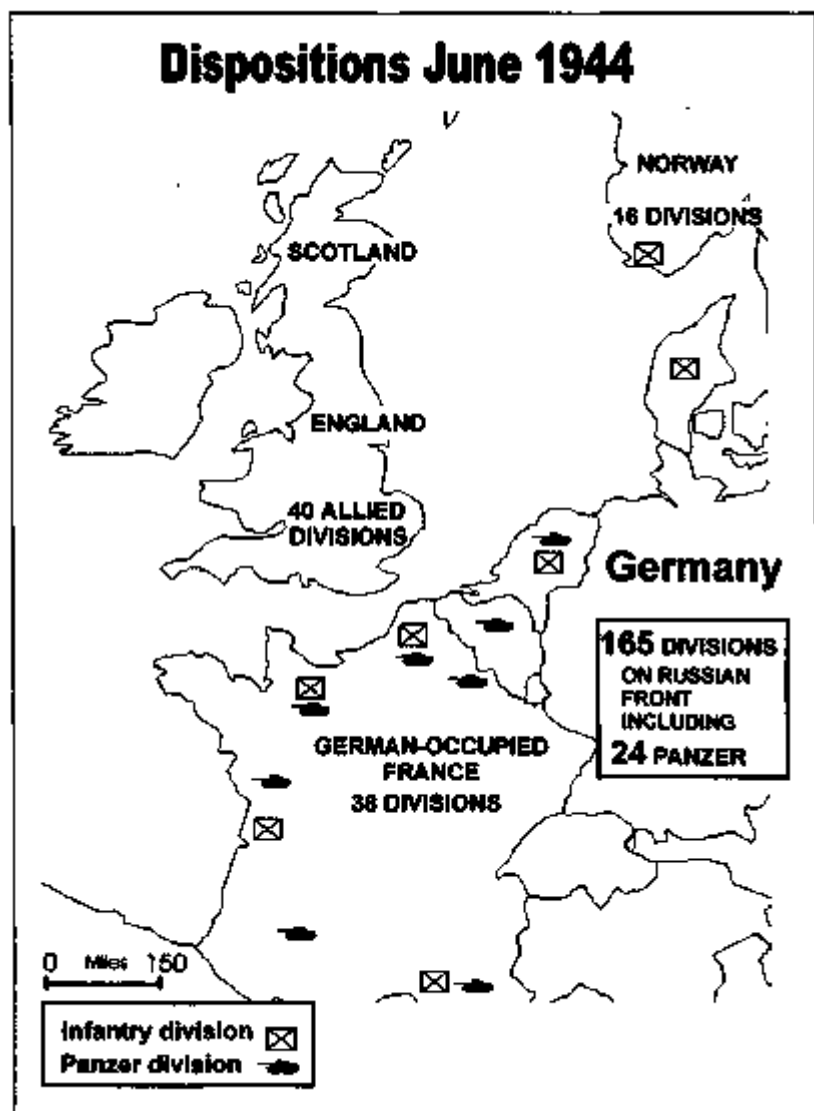 Dispositions June 1944
NORWAY
16 DIVISIONS
SCOTLAND
ENGLAND
40 ALLIED
DIVISIONS
Germany
165 DIVISIONS
ON RUSSIAN
FRONT
INCLUDING
24 PANZER
GERMAN-OCCUPIED
FRANCE
38 DIVISIONS
0 Miles 150
Infantry division
Panzer division